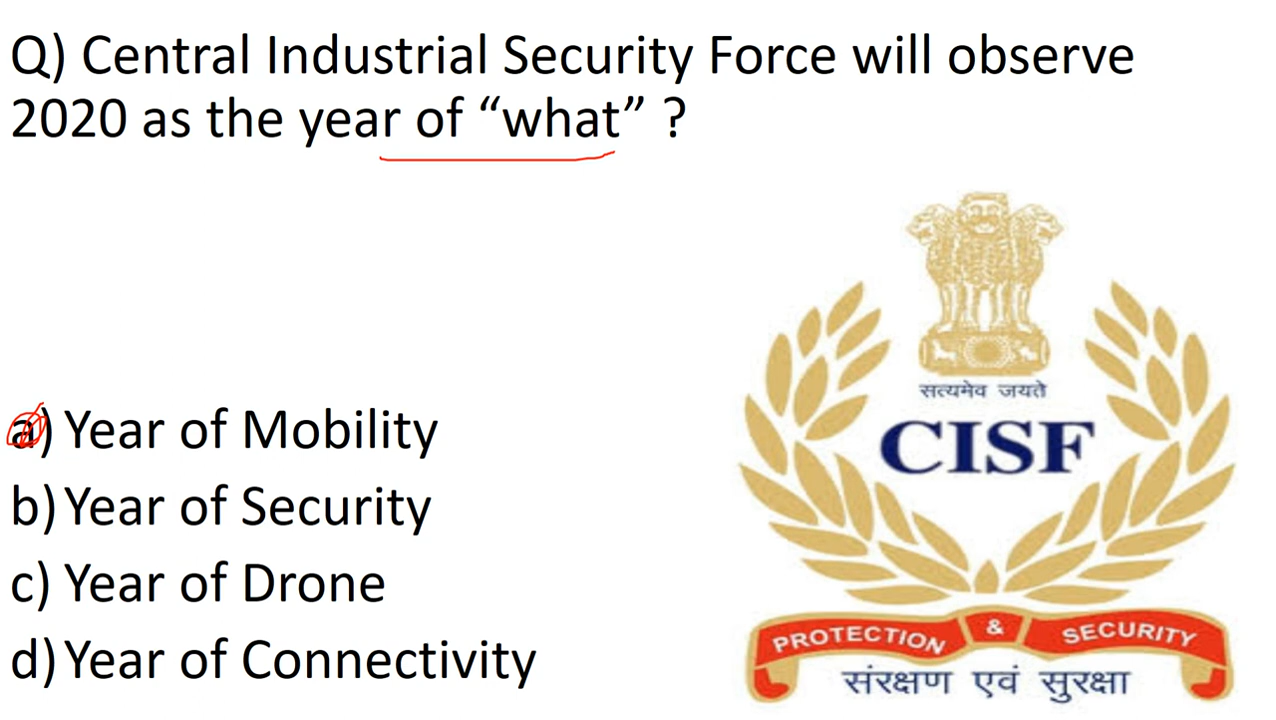 Q) Central Industrial Security Force will observe
2020 as the year of “what” ?
a) Year of Mobility
b) Year of Security
c) Year of Drone
d) Year of Connectivity
सत्यमेव जयते
CISF
PROTECTION & SECURITY
संरक्षण एवं सुरक्षा